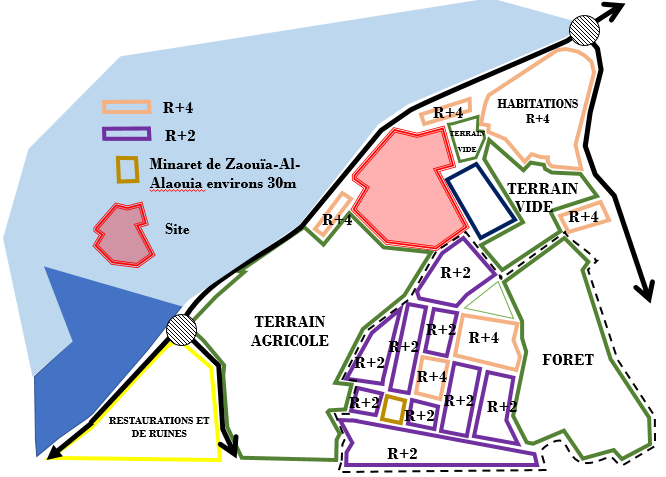 R+4
R+2
Minaret de Zaouïa-Al-
Alaouia environs 30m
Site
R+4
HABITATIONS
R+4
TERRAIN
VIDE
TERRAIN
VIDE
R+4
R+4
R+2
TERRAIN
AGRICOLE
R+2
R+2
R+2
R+4
FORET
R+4
R+2
R+2
R+2
R+2
RESTAURATIONS ET
DE RUINES
R+2